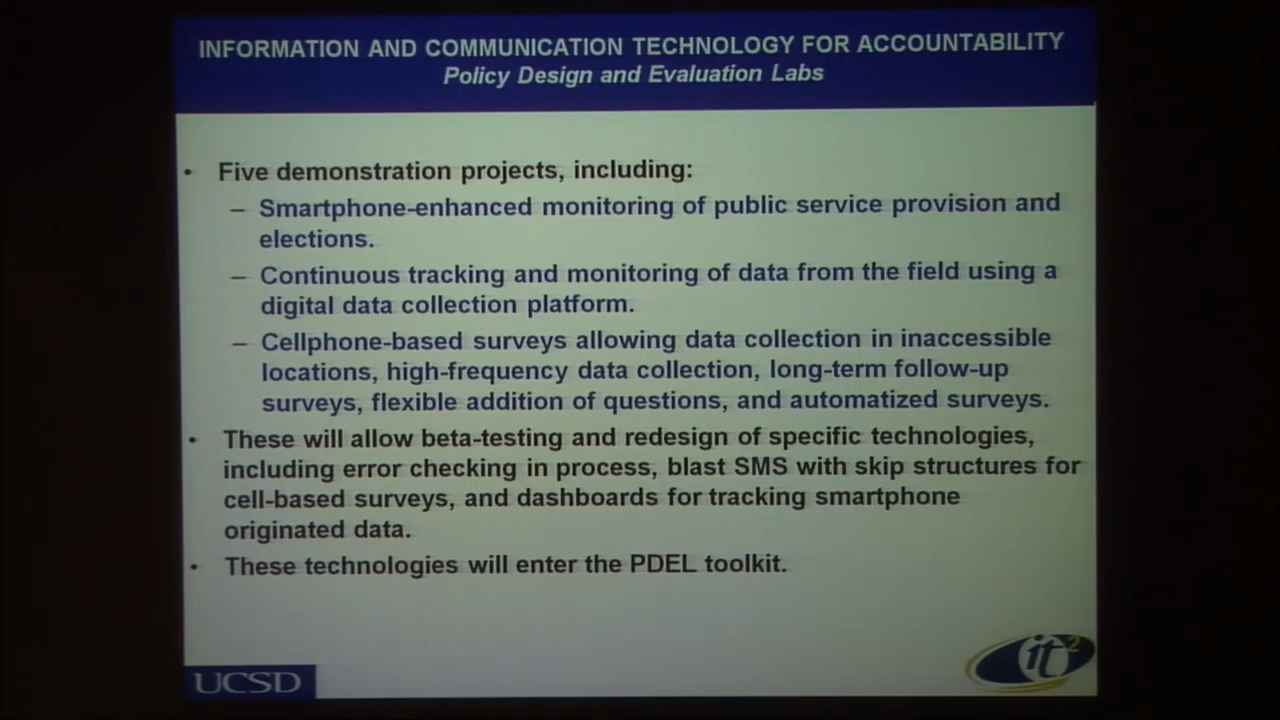 INFORMATION AND COMMUNICATION TECHNOLOGY FOR ACCOUNTABILITY
Policy Design and Evaluation Labs
• Five demonstration projects, including:
– Smartphone-enhanced monitoring of public service provision and
elections.
– Continuous tracking and monitoring of data from the field using a
digital data collection platform.
– Cellphone-based surveys allowing data collection in inaccessible
locations, high-frequency data collection, long-term follow-up
surveys, flexible addition of questions, and automatized surveys.
• These will allow beta-testing and redesign of specific technologies,
including error checking in process, blast SMS with skip structures for
cell-based surveys, and dashboards for tracking smartphone
originated data.
• These technologies will enter the PDEL toolkit.
UCSD
it2